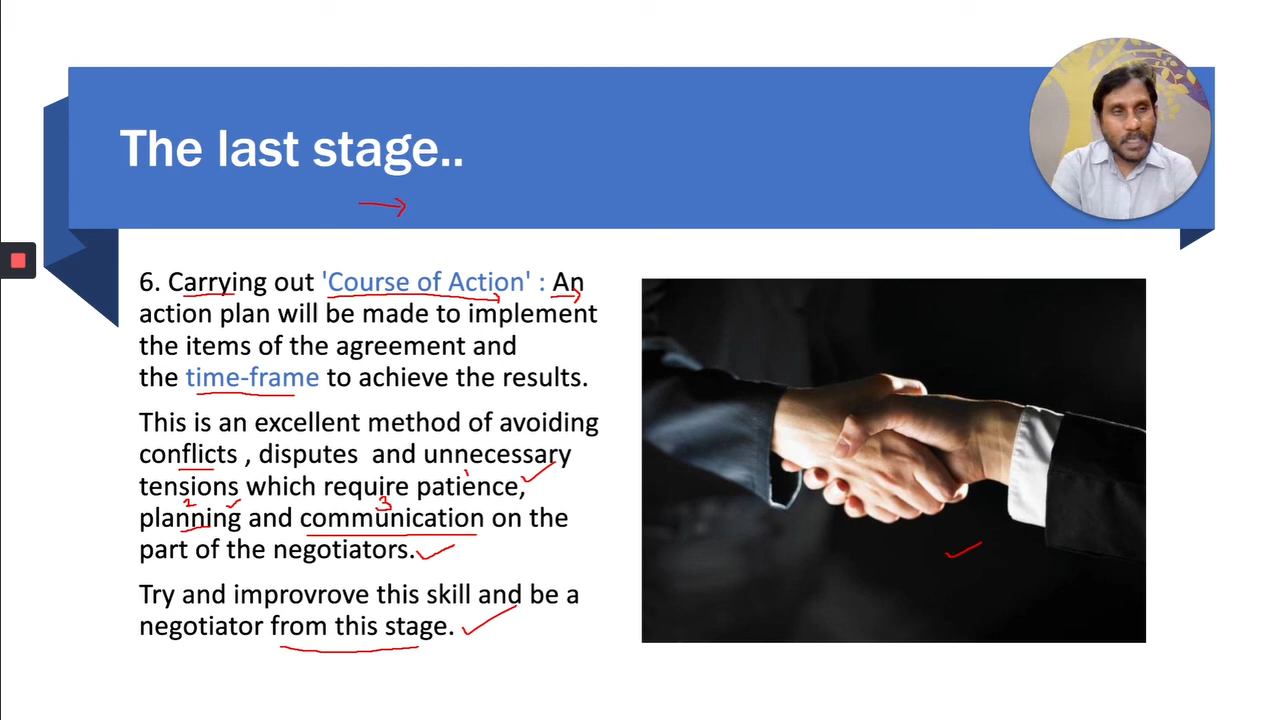 The last stage..
6. Carrying out 'Course of Action' : An
action plan will be made to implement
the items of the agreement and
the time-frame to achieve the results.
This is an excellent method of avoiding
conflicts , disputes and unnecessary
tensions which require patience,
1
2
3
planning and communication on the
part of the negotiators.
Try and improvrove this skill and be a
negotiator from this stage.